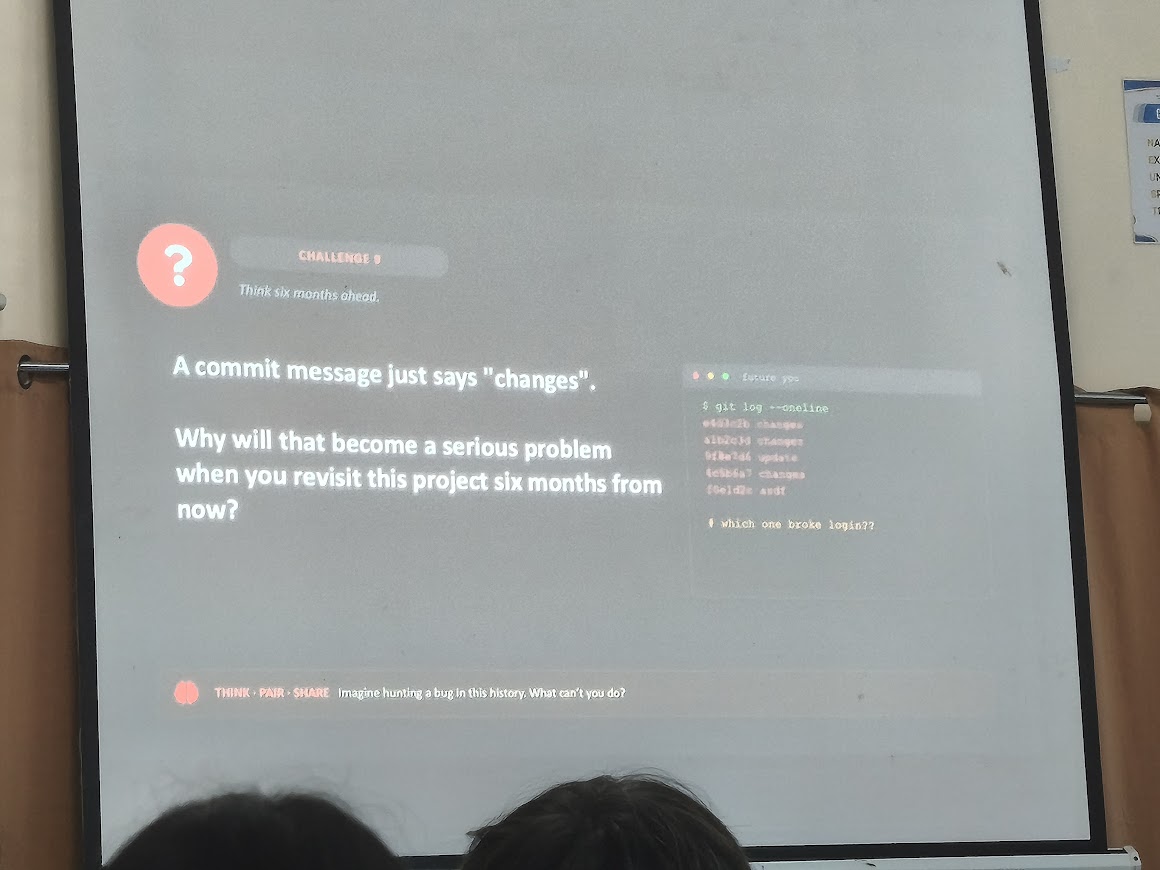 CHALLENGE 9
Think six months ahead.
A commit message just says "changes".
Why will that become a serious problem
when you revisit this project six months from
now?
future you
$ git log --oneline
changes
a1b2c3d changes
update
changes
asdf
# which one broke login??
THINK · PAIR · SHARE Imagine hunting a bug in this history. What can't you do?